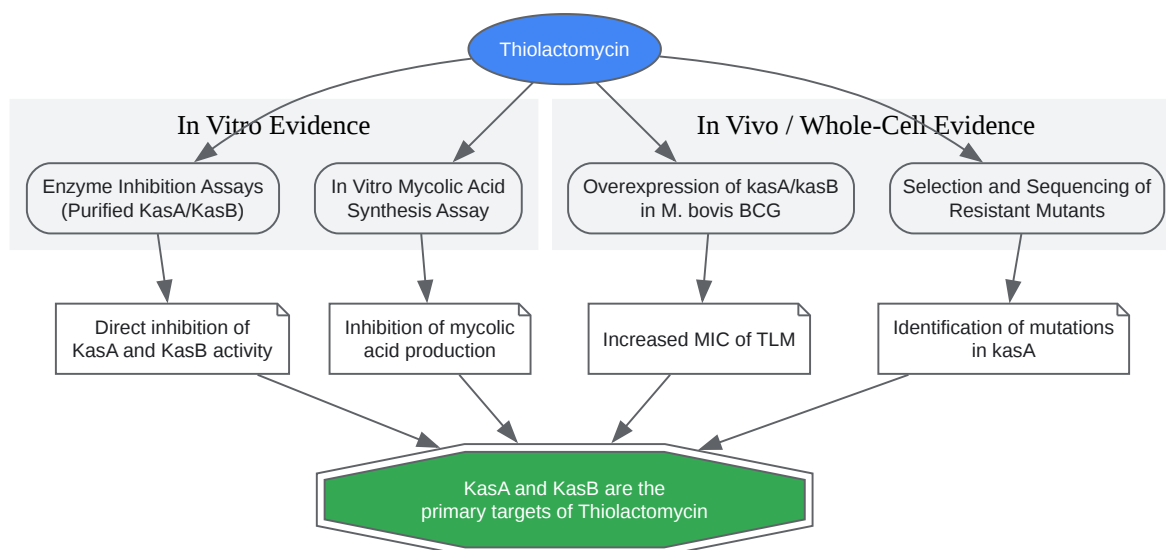 Thiolactomycin
In Vitro Evidence
In Vivo / Whole-Cell Evidence
Enzyme Inhibition Assays
(Purified KasA/KasB)
In Vitro Mycolic Acid
Synthesis Assay
Overexpression of kasA/kasB
in M. bovis BCG
Selection and Sequencing of
Resistant Mutants
Direct inhibition of
KasA and KasB activity
Inhibition of mycolic
acid production
Increased MIC of TLM
Identification of mutations
in kasA
KasA and KasB are the
primary targets of Thiolactomycin